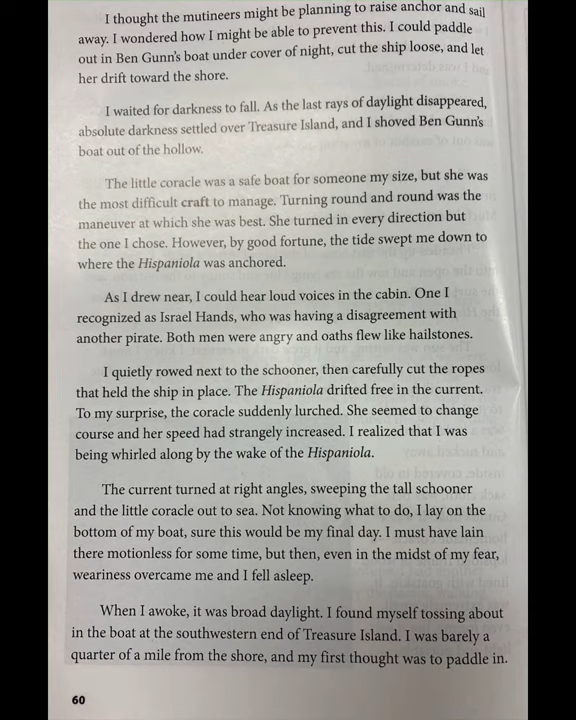 I thought the mutineers might be planning to raise anchor and sail
away. I wondered how I might be able to prevent this. I could paddle
out in Ben Gunn's boat under cover of night, cut the ship loose, and let
her drift toward the shore.
I waited for darkness to fall. As the last rays of daylight disappeared,
absolute darkness settled over Treasure Island, and I shoved Ben Gunn's
boat out of the hollow.
The little coracle was a safe boat for someone my size, but she was
the most difficult craft to manage. Turning round and round was the
maneuver at which she was best. She turned in every direction but
the one I chose. However, by good fortune, the tide swept me down to
where the Hispaniola was anchored.
As I drew near, I could hear loud voices in the cabin. One I
recognized as Israel Hands, who was having a disagreement with
another pirate. Both men were angry and oaths flew like hailstones.
I quietly rowed next to the schooner, then carefully cut the ropes
that held the ship in place. The Hispaniola drifted free in the current.
To my surprise, the coracle suddenly lurched. She seemed to change
course and her speed had strangely increased. I realized that I was
being whirled along by the wake of the Hispaniola.
The current turned at right angles, sweeping the tall schooner
and the little coracle out to sea. Not knowing what to do, I lay on the
bottom of my boat, sure this would be my final day. I must have lain
there motionless for some time, but then, even in the midst of my fear,
weariness overcame me and I fell asleep.
When I awoke, it was broad daylight. I found myself tossing about
in the boat at the southwestern end of Treasure Island. I was barely a
quarter of a mile from the shore, and my first thought was to paddle in.
60